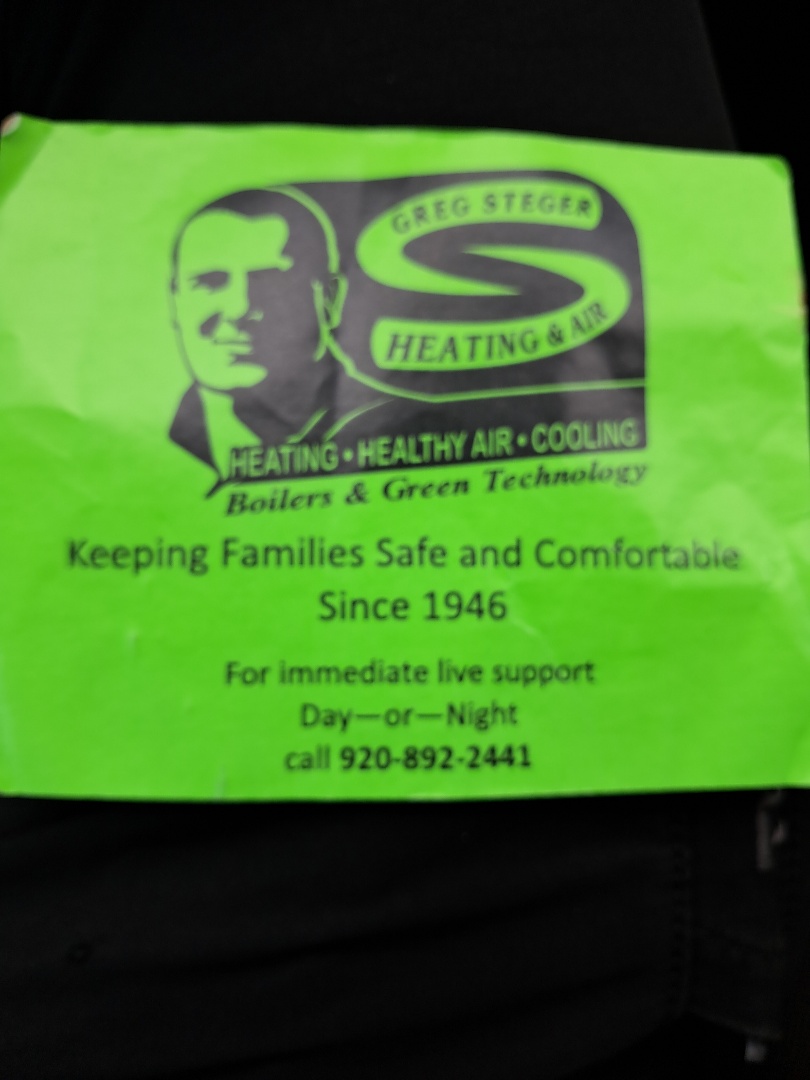 GREG STEGER
HEATING & AIR
HEATING • HEALTHY AIR • COOLING
Boilers & Green Technology
Keeping Families Safe and Comfortable
Since 1946
For immediate live support
Day—or—Night
call 920-892-2441